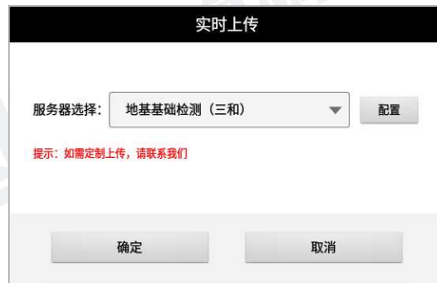 实时上传
服务器选择： 地基基础检测（三和） 配置
提示：如需定制上传，请联系我们
确定 取消